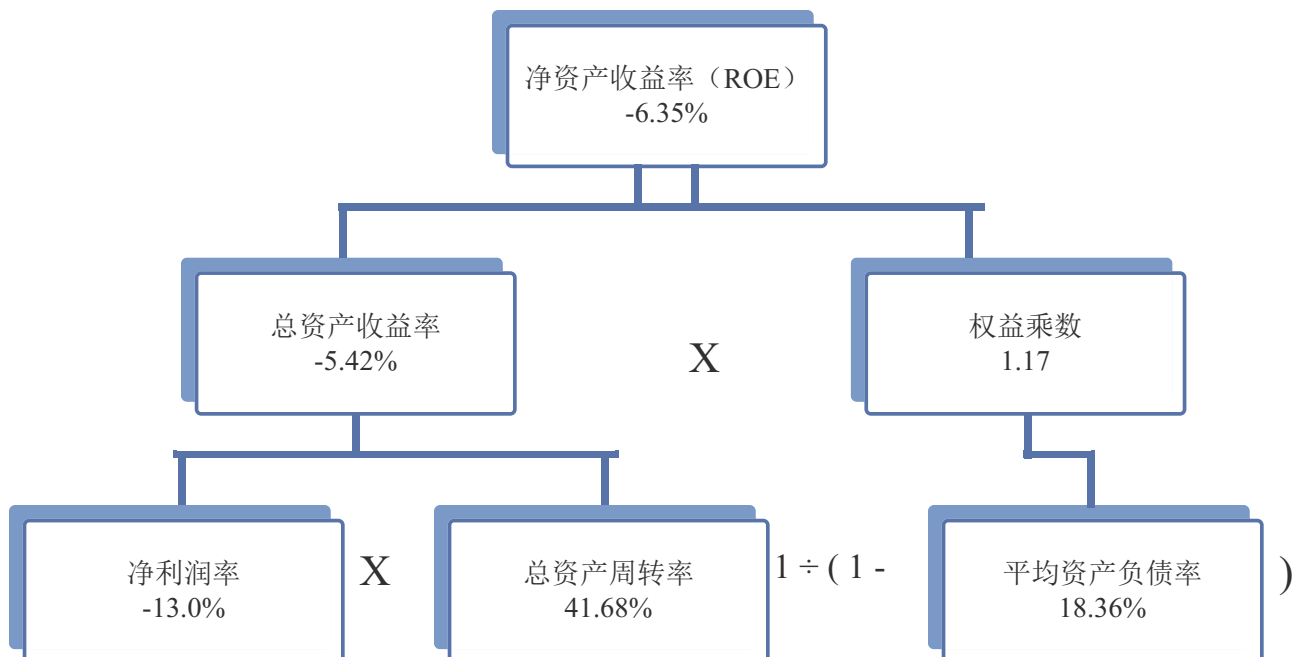 净资产收益率（ROE）
-6.35%
总资产收益率
-5.42%
X
权益乘数
1.17
净利润率
-13.0%
X
总资产周转率
41.68%
1 ÷ ( 1 -
平均资产负债率
18.36%
)